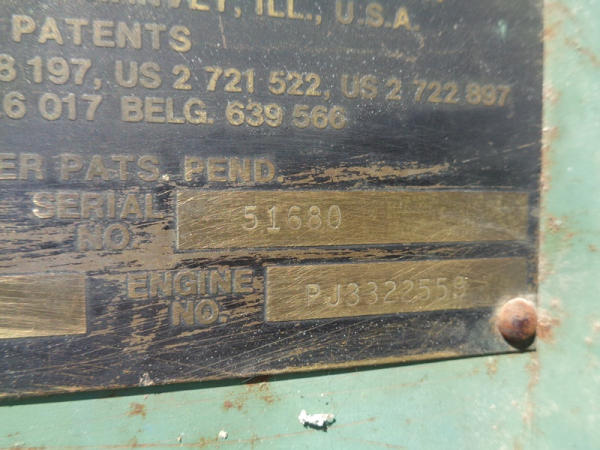 ILL., U.S.A.
PATENTS
8 197, US 2 721 522, US 2 722 897
6 017 BELG. 639 566
ER PATS. PEND.
SERIAL NO. 51680
ENGINE NO. PJ3322559